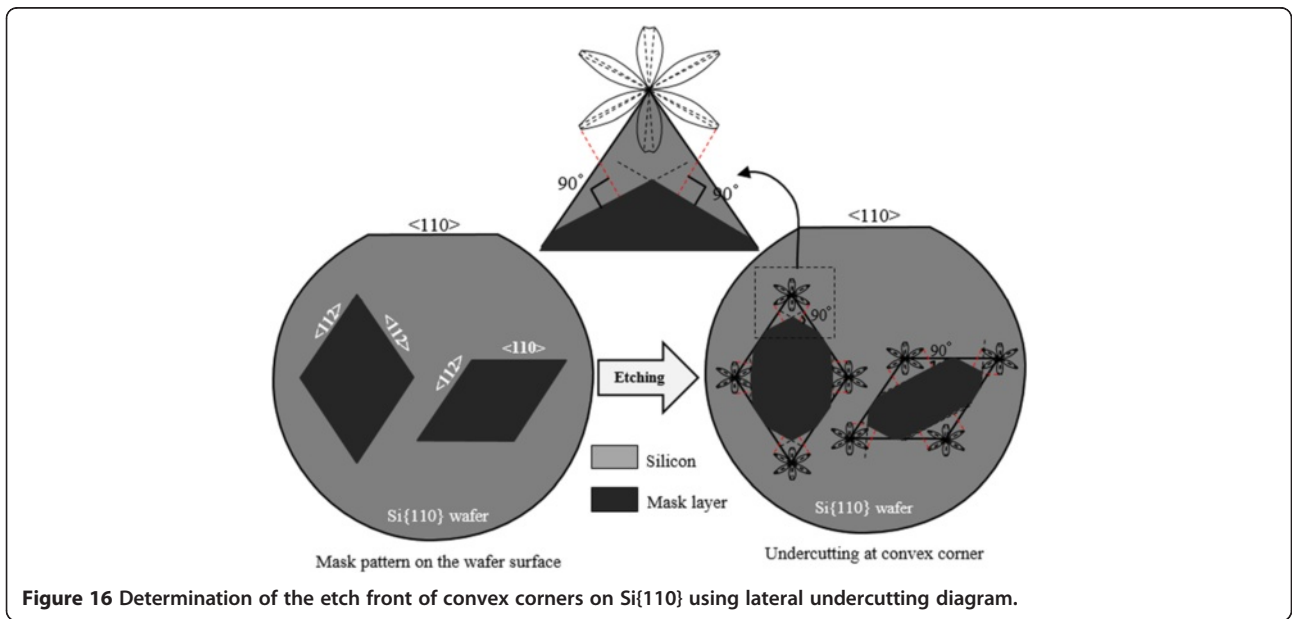 90°
90°
<110>
<110>
<112>
<112>
<110>
<112>
90°
90°
Etching
Silicon
Mask layer
Si{110} wafer
Si{110} wafer
Mask pattern on the wafer surface
Undercutting at convex corner
Figure 16 Determination of the etch front of convex corners on Si{110} using lateral undercutting diagram.